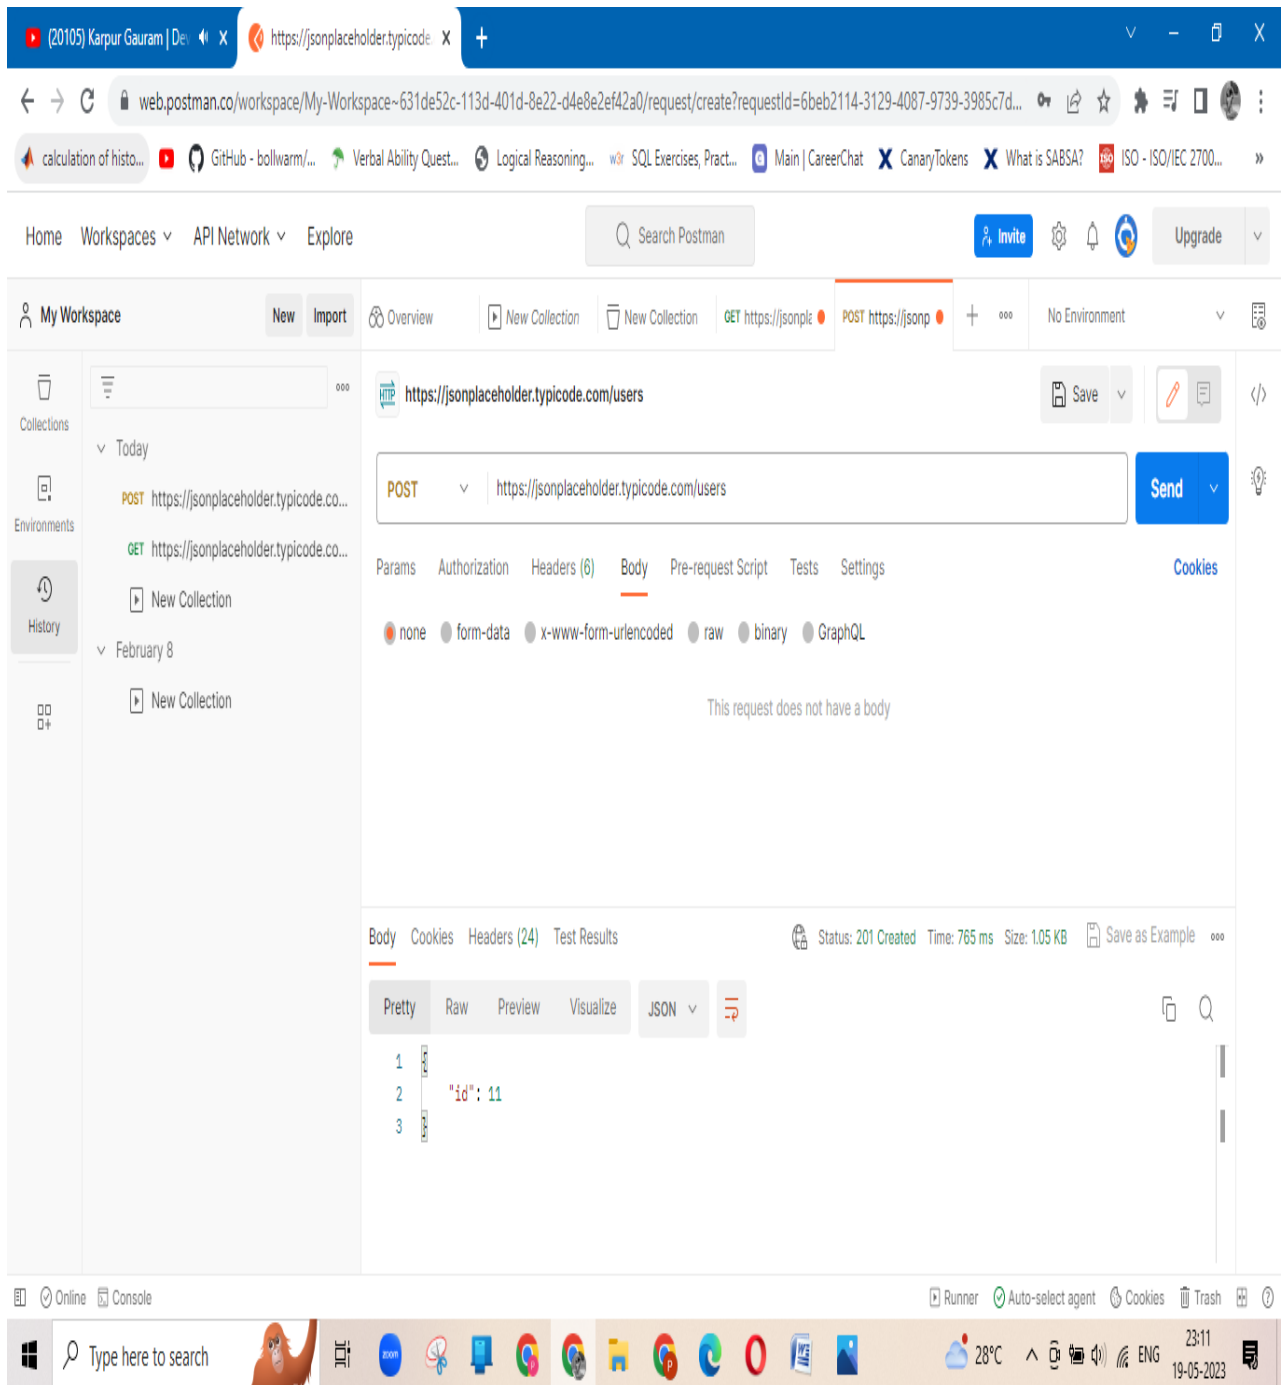 (20105) Karpur Gauram | Dev
https://jsonplaceholder.typicode.
web.postman.co/workspace/My-Workspace~631de52c-113d-401d-8e22-d4e8e2ef42a0/request/create?requestId=6beb2114-3129-4087-9739-3985c7d...
calculation of histo... GitHub - bollwarm/... Verbal Ability Quest... Logical Reasoning... w3r SQL Exercises, Pract... Main | CareerChat CanaryTokens What is SABSA? ISO ISO - ISO/IEC 2700... »
Home Workspaces API Network Explore Search Postman Invite Upgrade
My Workspace New Import Overview New Collection New Collection GET https://jsonpla POST https://jsonp No Environment
HTTP https://jsonplaceholder.typicode.com/users Save
Collections
Today
POST https://jsonplaceholder.typicode.co...
Environments
GET https://jsonplaceholder.typicode.co...
New Collection
History
February 8
New Collection
POST https://jsonplaceholder.typicode.com/users Send
Params Authorization Headers (6) Body Pre-request Script Tests Settings Cookies
none form-data x-www-form-urlencoded raw binary GraphQL
This request does not have a body
Body Cookies Headers (24) Test Results Status: 201 Created Time: 765 ms Size: 1.05 KB Save as Example
Pretty Raw Preview Visualize JSON
1 {
2 "id": 11
3 }
Online Console Runner Auto-select agent Cookies Trash
Type here to search zoom 28°C ENG 23:11
19-05-2023